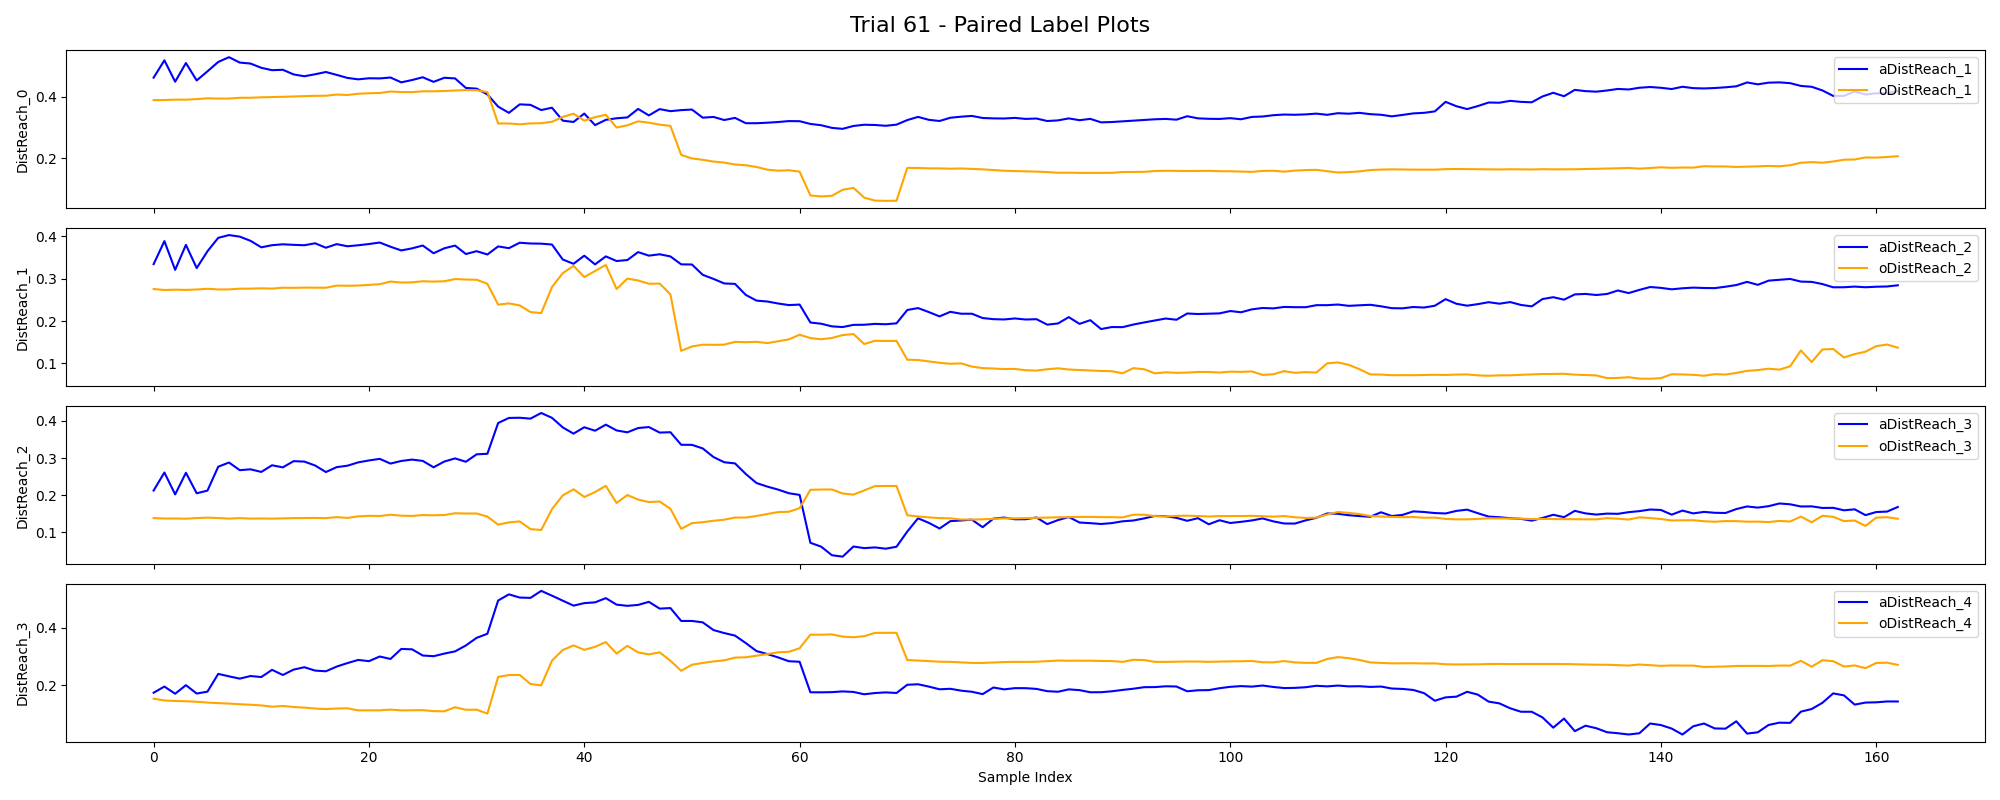 Trial 61 - Paired Label Plots
DistReach_0
0.4
0.2
aDistReach_1
oDistReach_1
DistReach_1
0.4
0.3
0.2
0.1
aDistReach_2
oDistReach_2
DistReach_2
0.4
0.3
0.2
0.1
aDistReach_3
oDistReach_3
DistReach_3
0.4
0.2
aDistReach_4
oDistReach_4
0 20 40 60 80 100 120 140 160
Sample Index